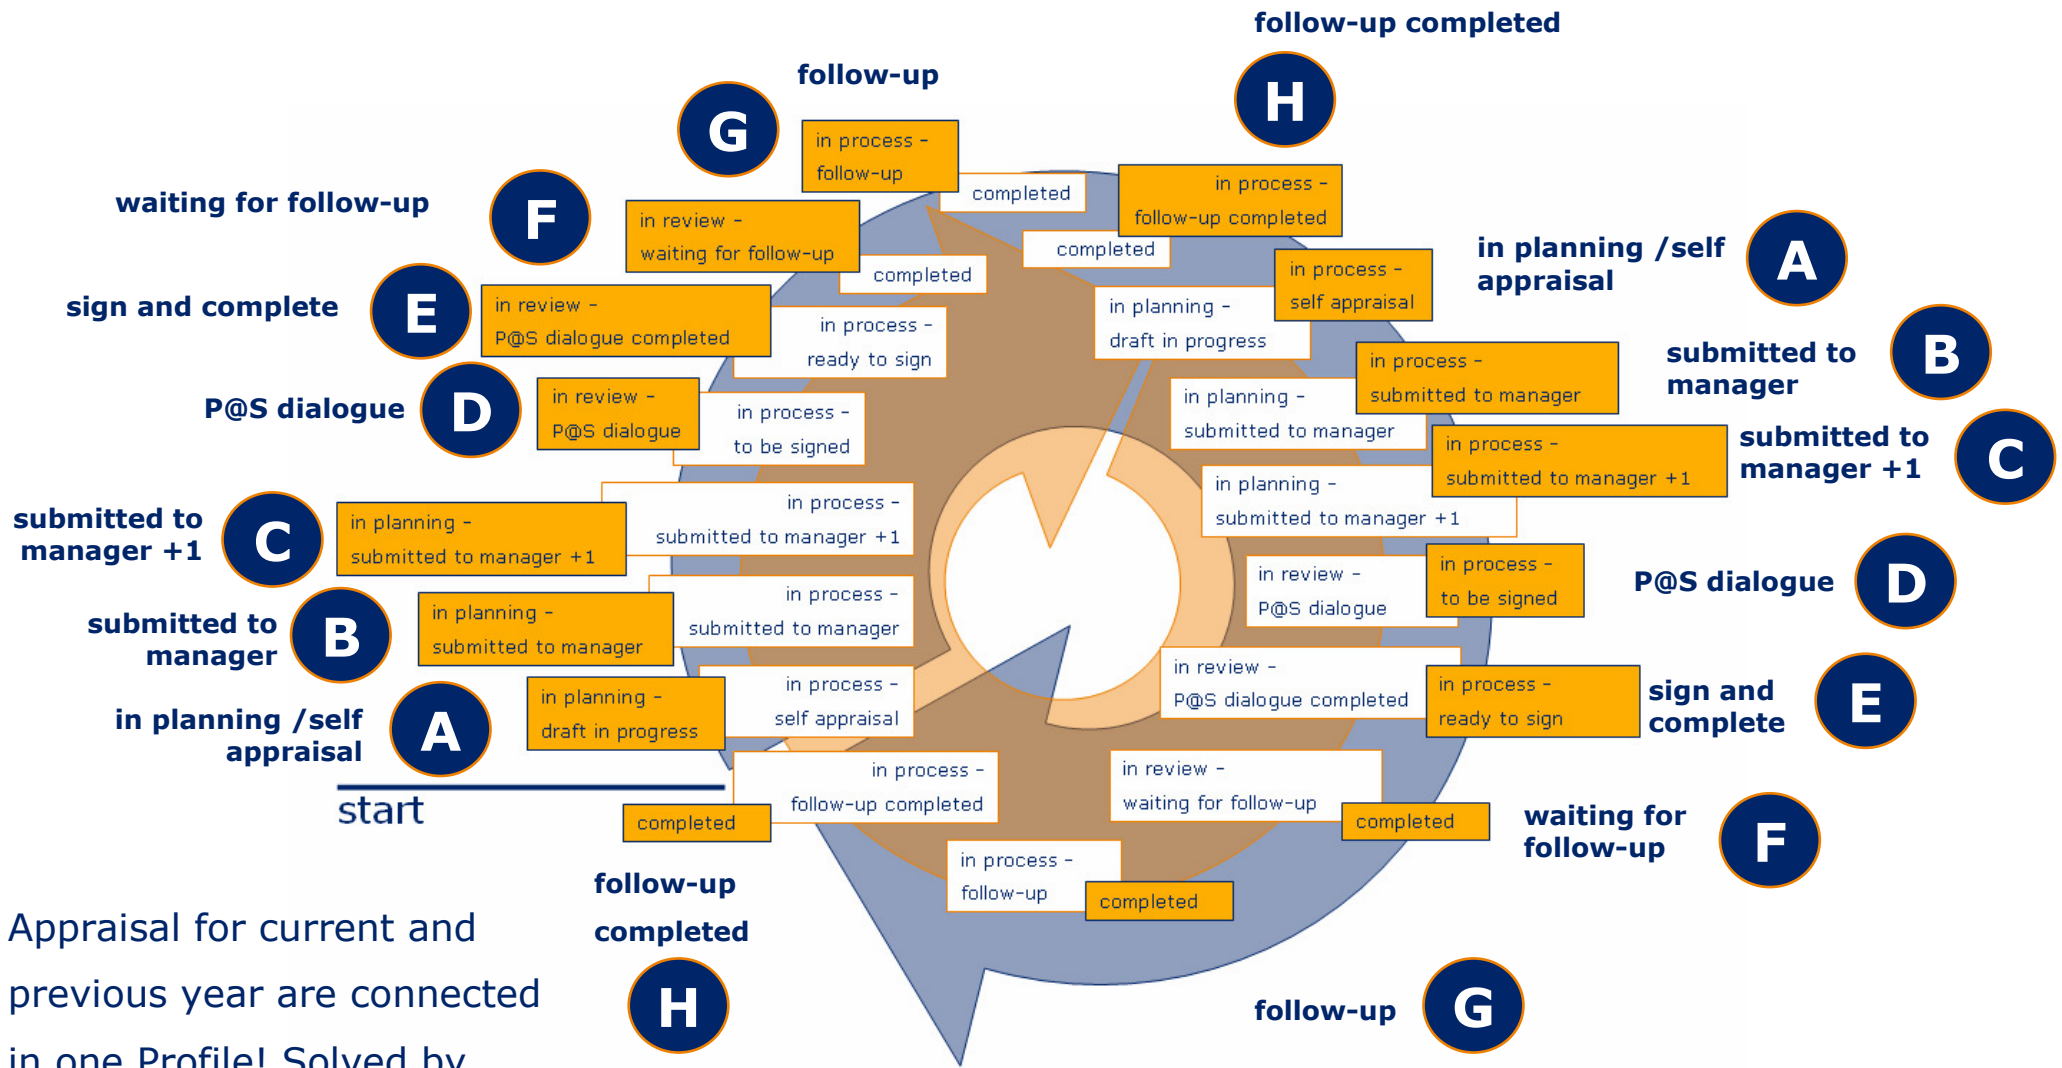 follow-up completed
H
follow-up
G
in process -
follow-up
completed
in process -
follow-up completed
waiting for follow-up
F
in review -
waiting for follow-up
completed
completed
in planning /self
appraisal
A
in process -
self appraisal
sign and complete
E
in review -
P@S dialogue completed
in process -
ready to sign
in planning -
draft in progress
submitted to
manager
B
in process -
submitted to manager
in planning -
submitted to manager
P@S dialogue
D
in review -
P@S dialogue
in process -
to be signed
submitted to
manager +1
C
in process -
submitted to manager +1
in planning -
submitted to manager +1
submitted to
manager +1
C
in planning -
submitted to manager +1
in process -
submitted to manager +1
in review -
P@S dialogue
in process -
to be signed
P@S dialogue
D
submitted to
manager
B
in planning -
submitted to manager
in process -
submitted to manager
in review -
P@S dialogue completed
in process -
ready to sign
sign and
complete
E
in planning /self
appraisal
A
in planning -
draft in progress
in process -
self appraisal
start
completed
in process -
follow-up completed
in review -
waiting for follow-up
completed
waiting for
follow-up
F
in process -
follow-up
completed
follow-up
completed
H
follow-up
G
Appraisal for current and
previous year are connected
in one Profile! Solved by